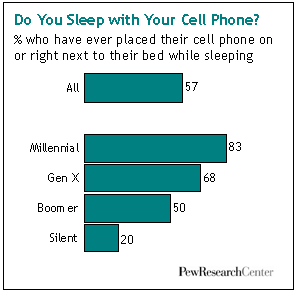 Do You Sleep with Your Cell Phone?
% who have ever placed their cell phone on
or right next to their bed while sleeping
All 57
Millennial 83
Gen X 68
Boomer 50
Silent 20
PewResearchCenter